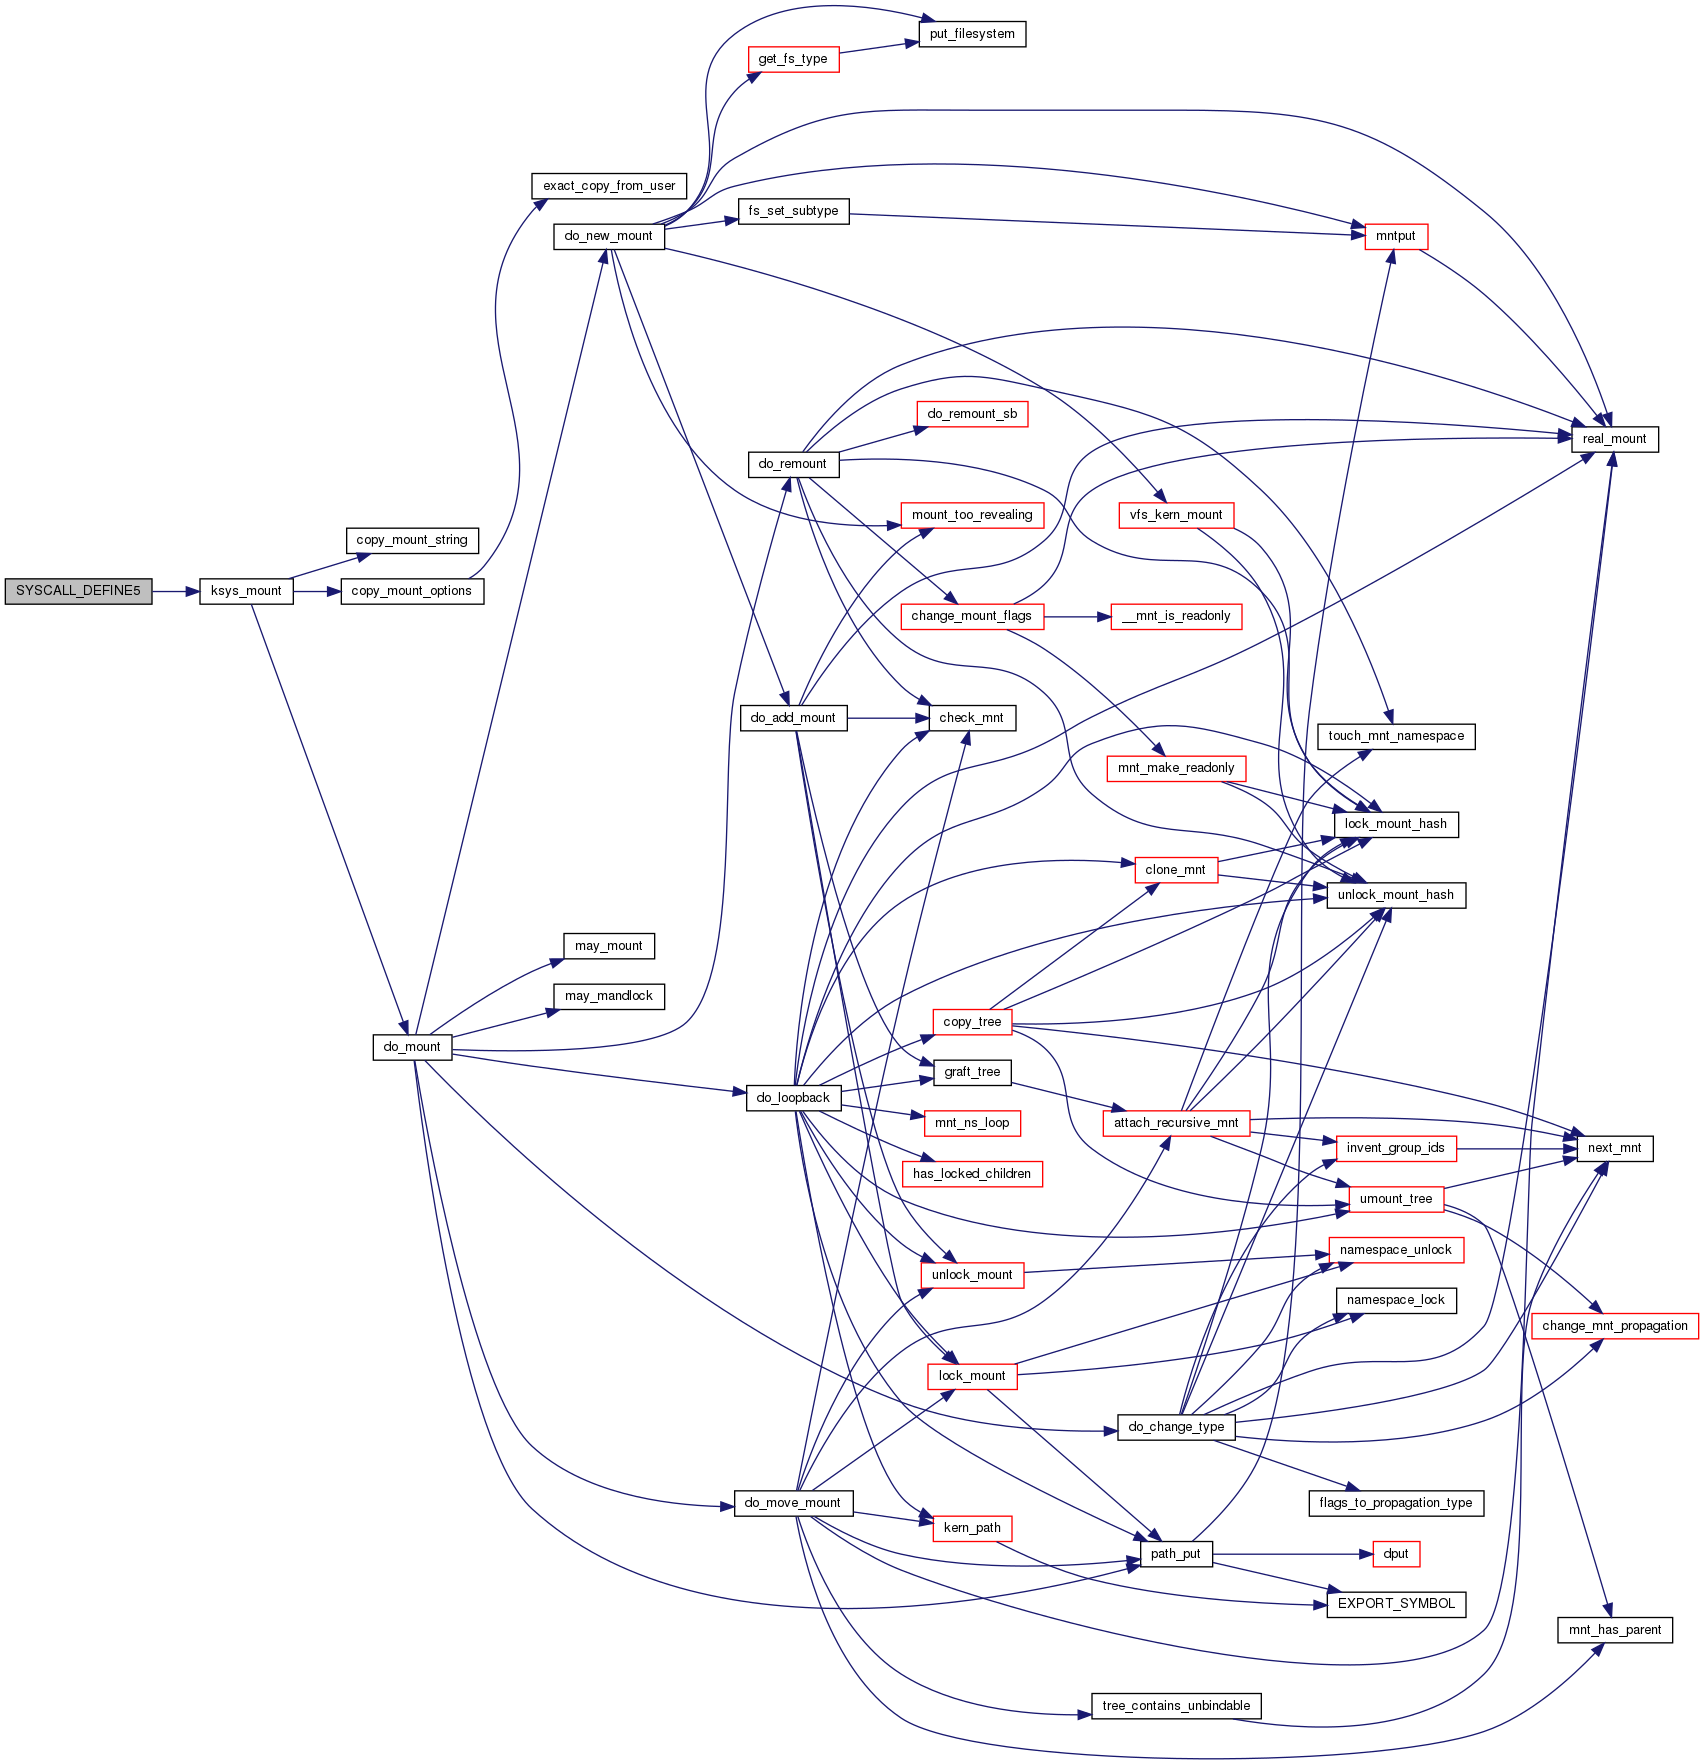 put_filesystem
get_fs_type
exact_copy_from_user
fs_set_subtype
do_new_mount
mntput
do_remount_sb
real_mount
do_remount
mount_too_revealing
vfs_kern_mount
copy_mount_string
SYSCALL_DEFINE5
ksys_mount
copy_mount_options
change_mount_flags
__mnt_is_readonly
do_add_mount
check_mnt
touch_mnt_namespace
mnt_make_readonly
lock_mount_hash
clone_mnt
unlock_mount_hash
may_mount
may_mandlock
copy_tree
do_mount
graft_tree
do_loopback
mnt_ns_loop
attach_recursive_mnt
invent_group_ids
next_mnt
has_locked_children
umount_tree
namespace_unlock
unlock_mount
namespace_lock
change_mnt_propagation
lock_mount
do_change_type
do_move_mount
flags_to_propagation_type
kern_path
path_put
dput
EXPORT_SYMBOL
mnt_has_parent
tree_contains_unbindable